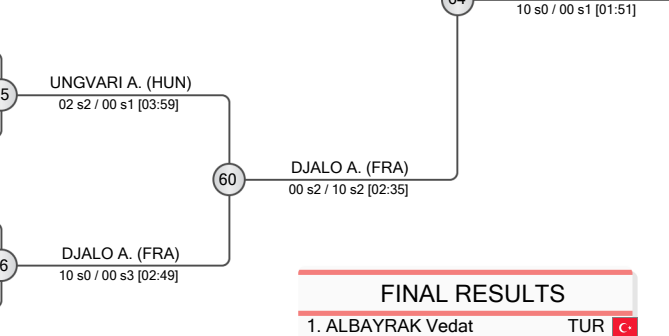 10 s0 / 00 s1 [01:51]
UNGVARI A. (HUN)
02 s2 / 00 s1 [03:59]
5
60
DJALO A. (FRA)
00 s2 / 10 s2 [02:35]
DJALO A. (FRA)
10 s0 / 00 s3 [02:49]
6
FINAL RESULTS
1. ALBAYRAK Vedat TUR